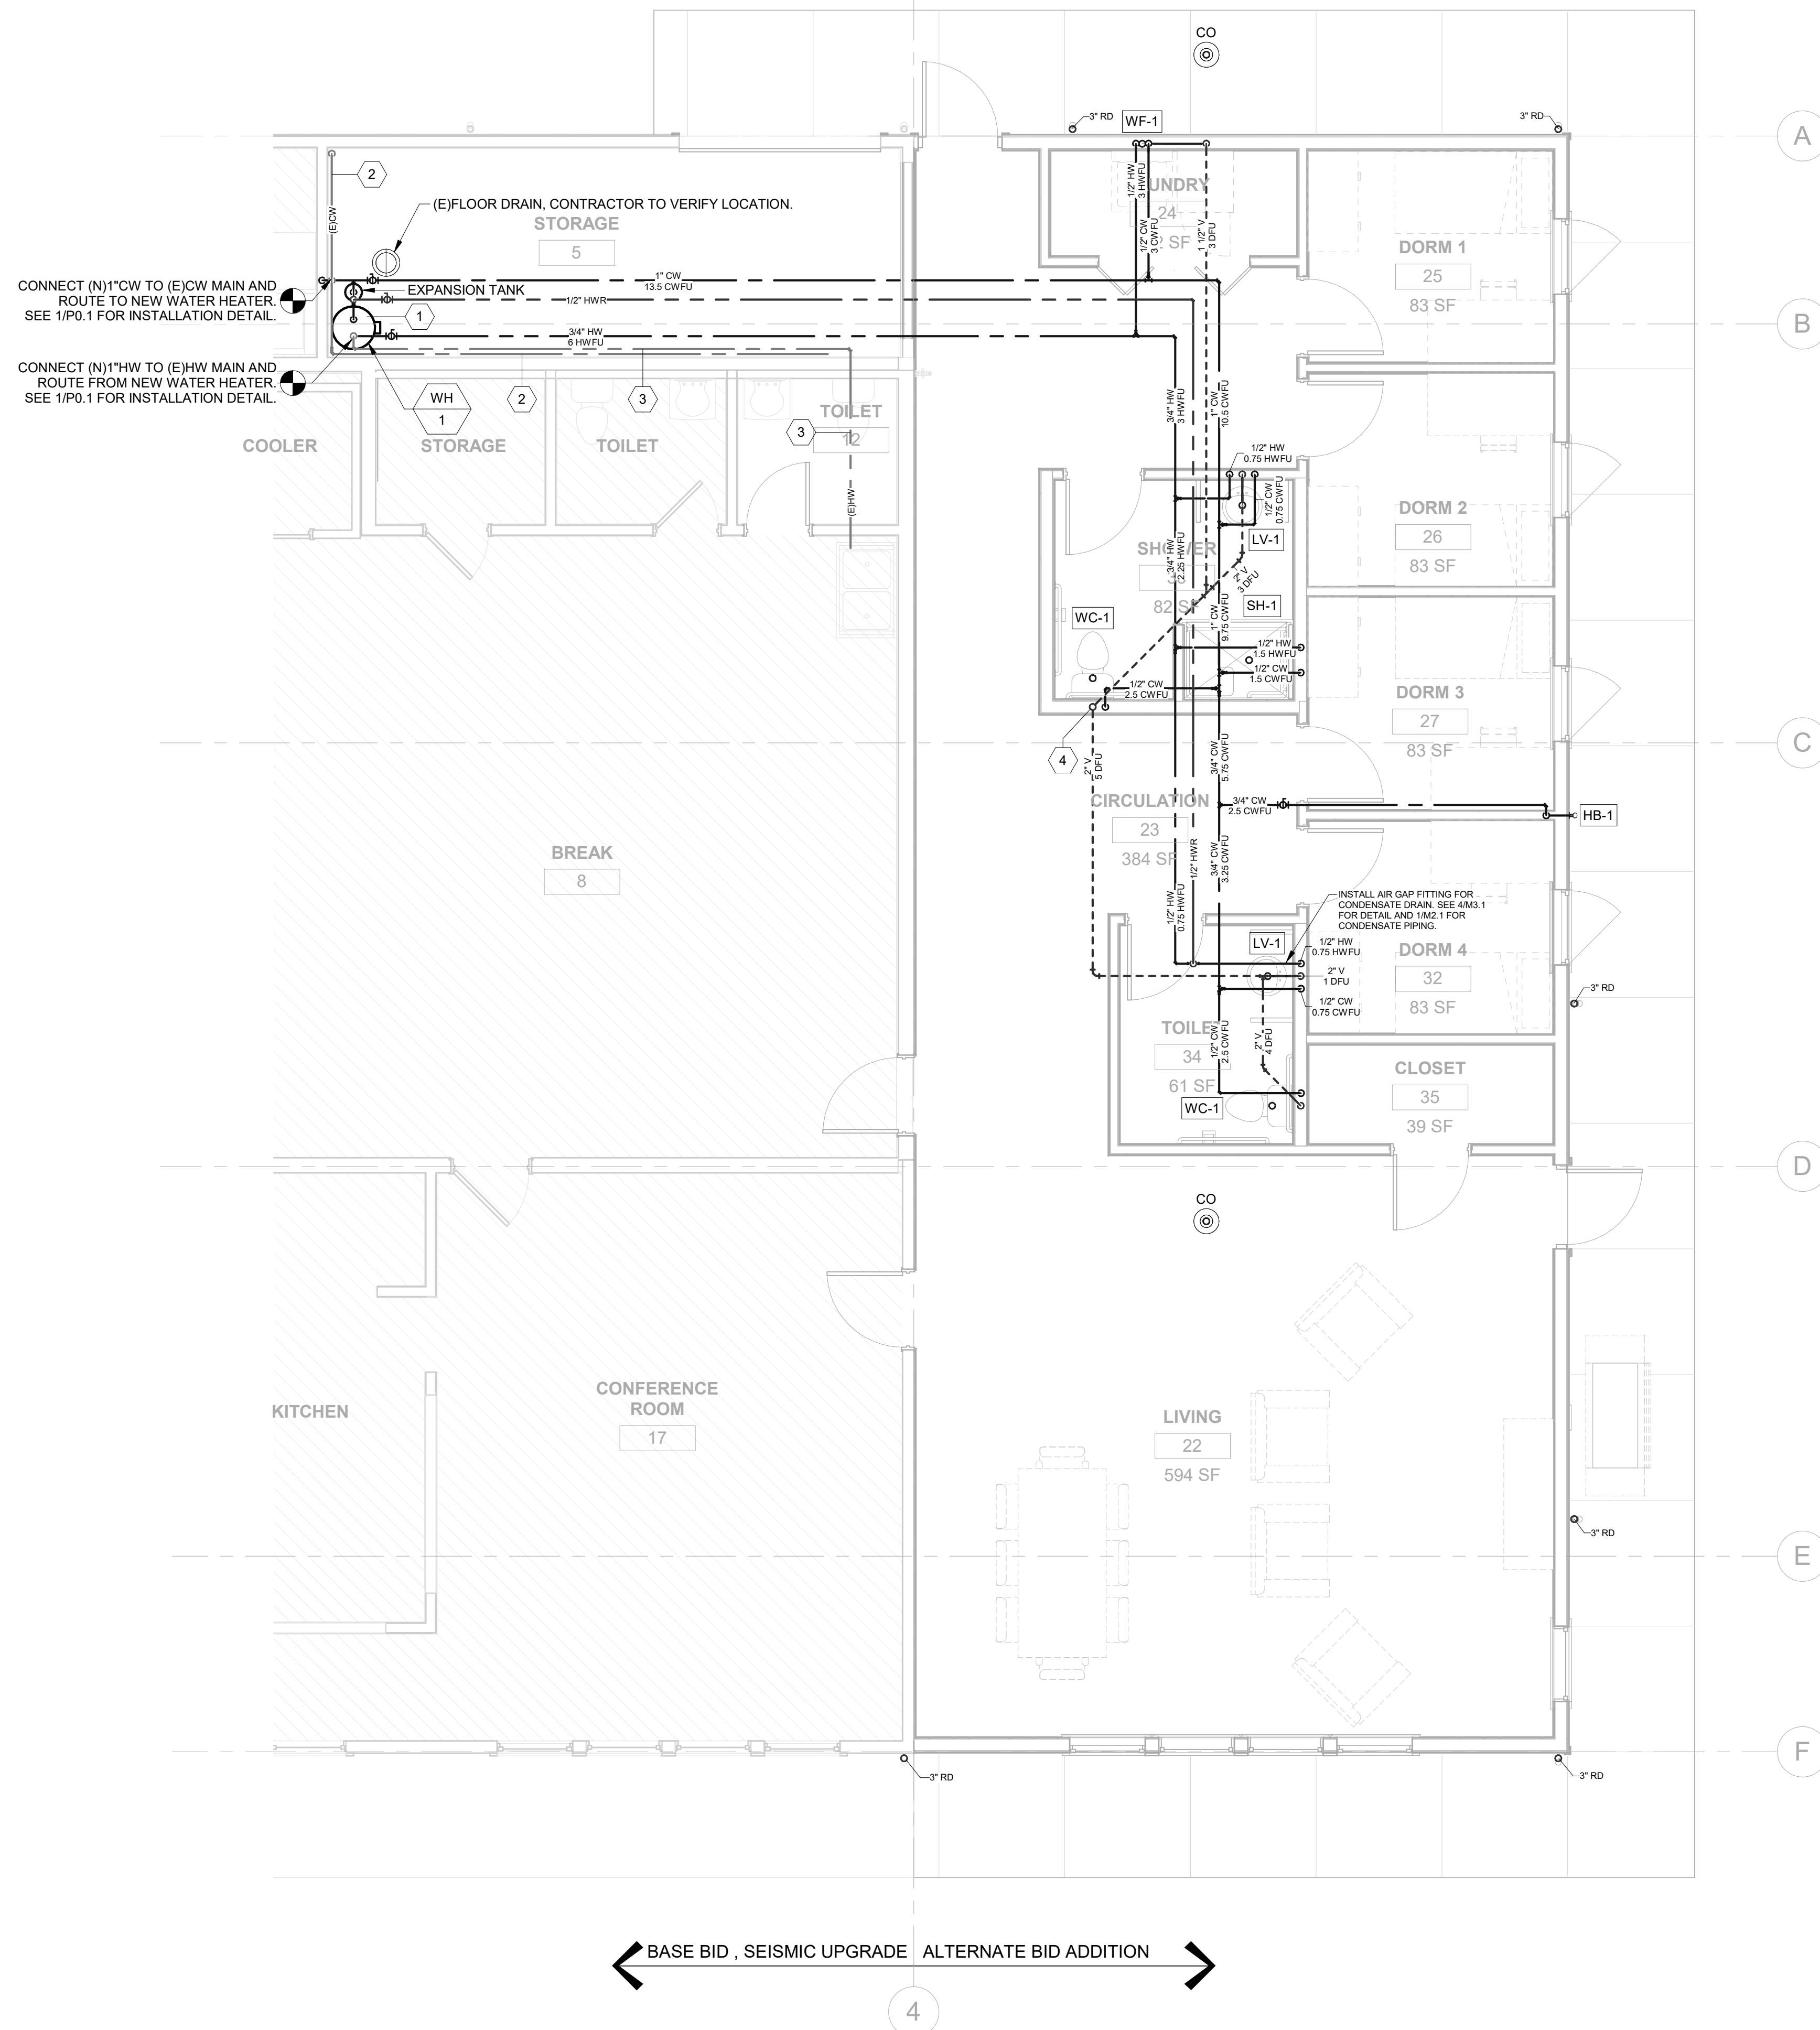 CO
3" RD
WF-1
3" RD
A
2
(E)CW
(E)FLOOR DRAIN, CONTRACTOR TO VERIFY LOCATION.
STORAGE
5
1/2" HW
3 HWFU
1/2" CW
3 CWFU
UNDRY
24
SF
1 1/2" V
3 DFU
DORM 1
25
83 SF
CONNECT (N)1"CW TO (E)CW MAIN AND
ROUTE TO NEW WATER HEATER.
SEE 1/P0.1 FOR INSTALLATION DETAIL.
1" CW
13.5 CWFU
EXPANSION TANK
1/2" HWR
1
3/4" HW
6 HWFU
B
CONNECT (N)1"HW TO (E)HW MAIN AND
ROUTE FROM NEW WATER HEATER.
SEE 1/P0.1 FOR INSTALLATION DETAIL.
WH
1
2
3
3
TOILET
12
COOLER
STORAGE
TOILET
(E)HW
3/4" HW
3 HWFU
1" CW
10.5 CWFU
1/2" HW
0.75 HWFU
1/2" CW
0.75 CWFU
LV-1
DORM 2
26
83 SF
SHOWER
82 SF
3/4" HW
2.25 HWFU
2" V
3 DFU
SH-1
WC-1
1" CW
9.75 CWFU
1/2" HW
1.5 HWFU
1/2" CW
1.5 CWFU
1/2" CW
2.5 CWFU
DORM 3
27
83 SF
4
2" V
5 DFU
3/4" CW
5.75 CWFU
C
CIRCULATION
23
384 SF
3/4" CW
2.5 CWFU
HB-1
BREAK
8
1/2" HWR
3/4" CW
3.25 CWFU
1/2" HW
0.75 HWFU
INSTALL AIR GAP FITTING FOR
CONDENSATE DRAIN. SEE 4/M3.1
FOR DETAIL AND 1/M2.1 FOR
CONDENSATE PIPING.
LV-1
1/2" HW
0.75 HWFU
2" V
1 DFU
1/2" CW
0.75 CWFU
DORM 4
32
83 SF
3" RD
TOILET
34
61 SF
1/2" CW
2.5 CWFU
2" V
4 DFU
WC-1
CLOSET
35
39 SF
D
CO
KITCHEN
CONFERENCE
ROOM
17
LIVING
22
594 SF
3" RD
E
F
3" RD
3" RD
BASE BID , SEISMIC UPGRADE
ALTERNATE BID ADDITION
4